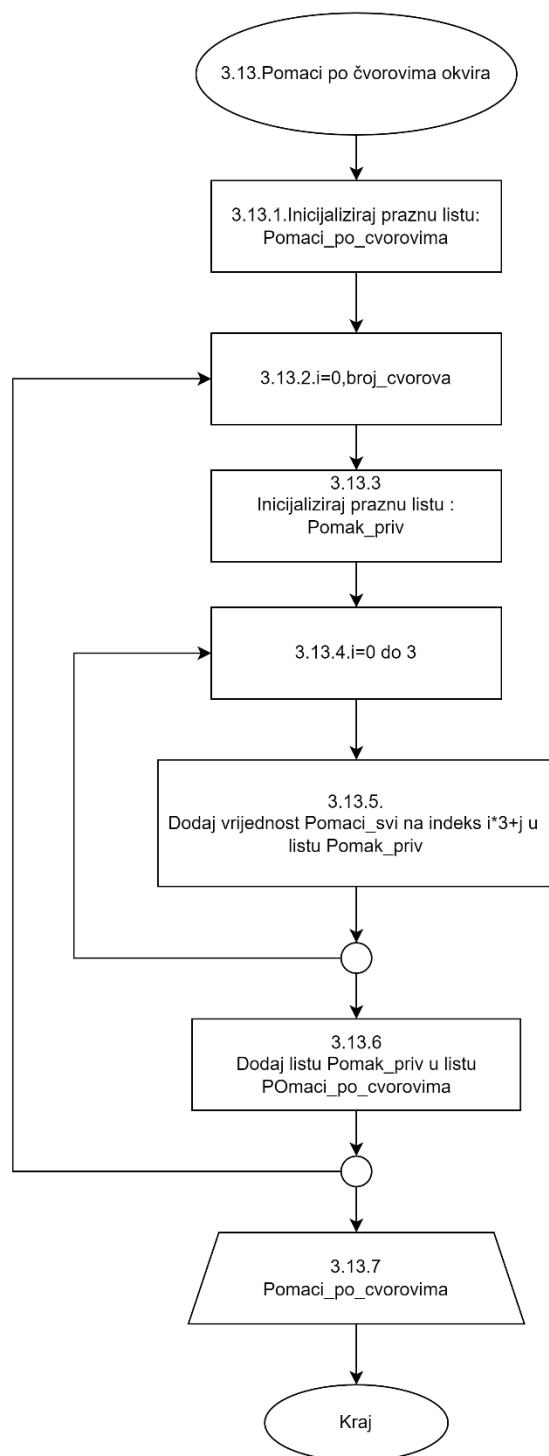 3.13.Pomaci po čvorovima okvira
3.13.1.Inicijaliziraj praznu listu:
Pomaci_po_cvorovima
3.13.2.i=0,broj_cvorova
3.13.3
Inicijaliziraj praznu listu :
Pomak_priv
3.13.4.i=0 do 3
3.13.5.
Dodaj vrijednost Pomaci_svi na indeks i*3+j u
listu Pomak_priv
3.13.6
Dodaj listu Pomak_priv u listu
POmaci_po_cvorovima
3.13.7
Pomaci_po_cvorovima
Kraj